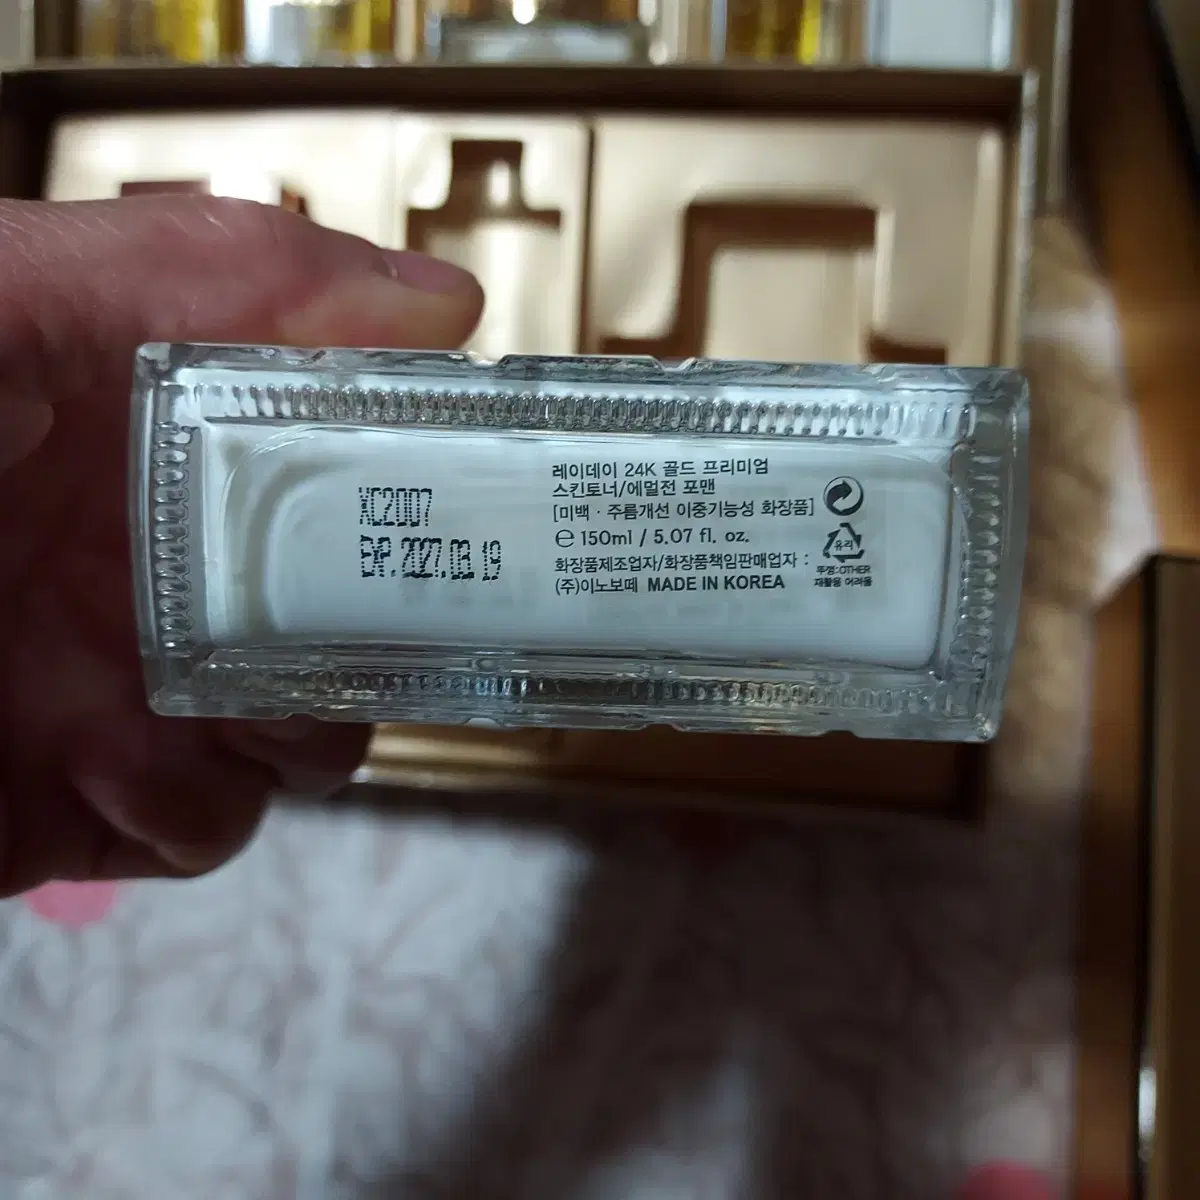 XC2007
EXP. 2027. 03. 19
레이데이 24K 골드 프리미엄
스킨토너/에멀전 포맨
[미백 · 주름개선 이중기능성 화장품]
℮ 150ml / 5.07 fl. oz.
화장품제조업자/화장품책임판매업자 :
(주)이노보떼 MADE IN KOREA
유리
뚜껑:OTHER
재활용 어려움